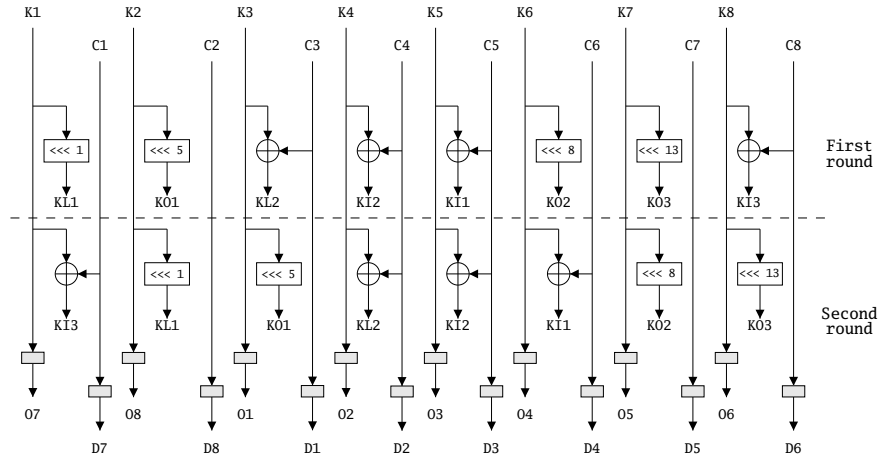 K1 K2 K3 K4 K5 K6 K7 K8
C1 C2 C3 C4 C5 C6 C7 C8
<<< 1 <<< 5 <<< 8 <<< 13
First
round
KL1 KO1 KL2 KI2 KI1 KO2 KO3 KI3
<<< 1 <<< 5 <<< 8 <<< 13
Second
round
KI3 KL1 KO1 KL2 KI2 KI1 KO2 KO3
O7 O8 O1 O2 O3 O4 O5 O6
D7 D8 D1 D2 D3 D4 D5 D6